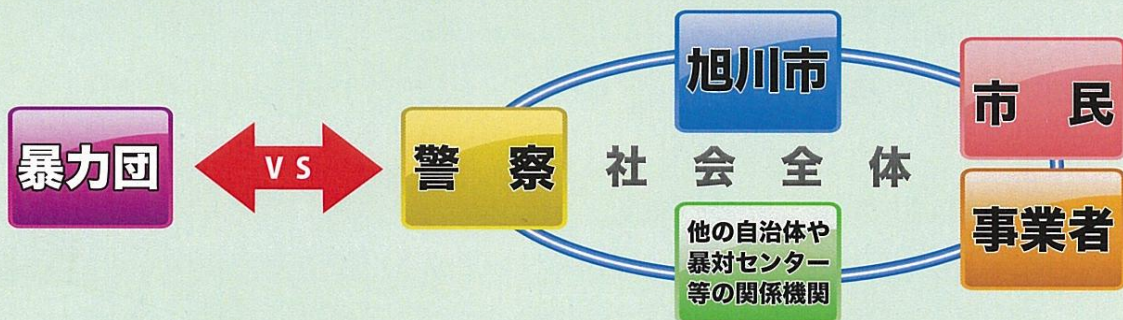 暴力団
VS
警察
旭川市
社会全体
市民
事業者
他の自治体や
暴対センター
等の関係機関